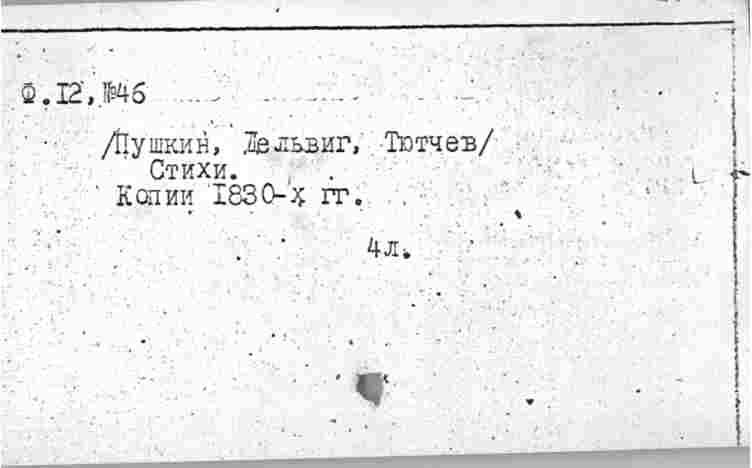 Ф.I2,№46
/Пушкин, Дельвиг, Тютчев/
Стихи.
Копии I830-х гг.
4л.